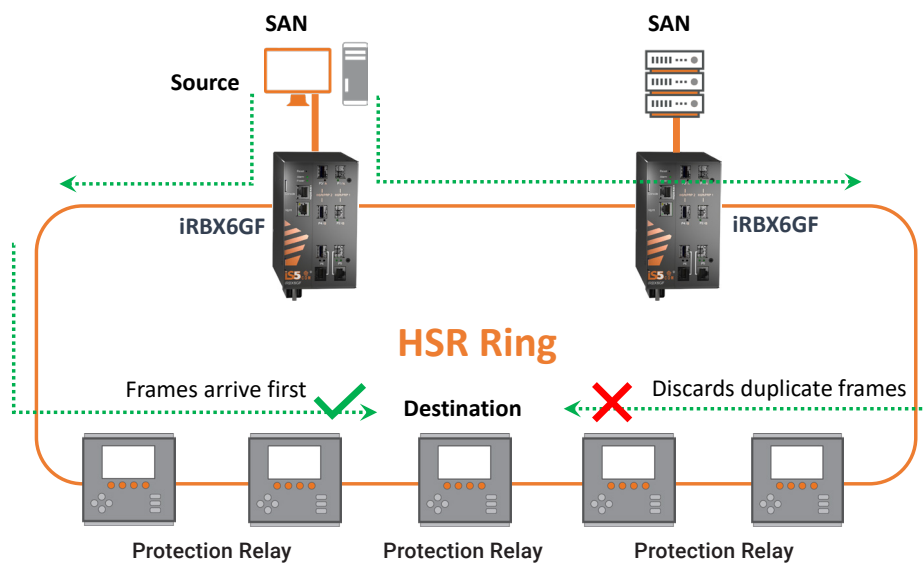 SAN
SAN
Source
iRBX6GF
iRBX6GF
iS5
HSR Ring
Frames arrive first
Discards duplicate frames
Destination
Protection Relay
Protection Relay
Protection Relay